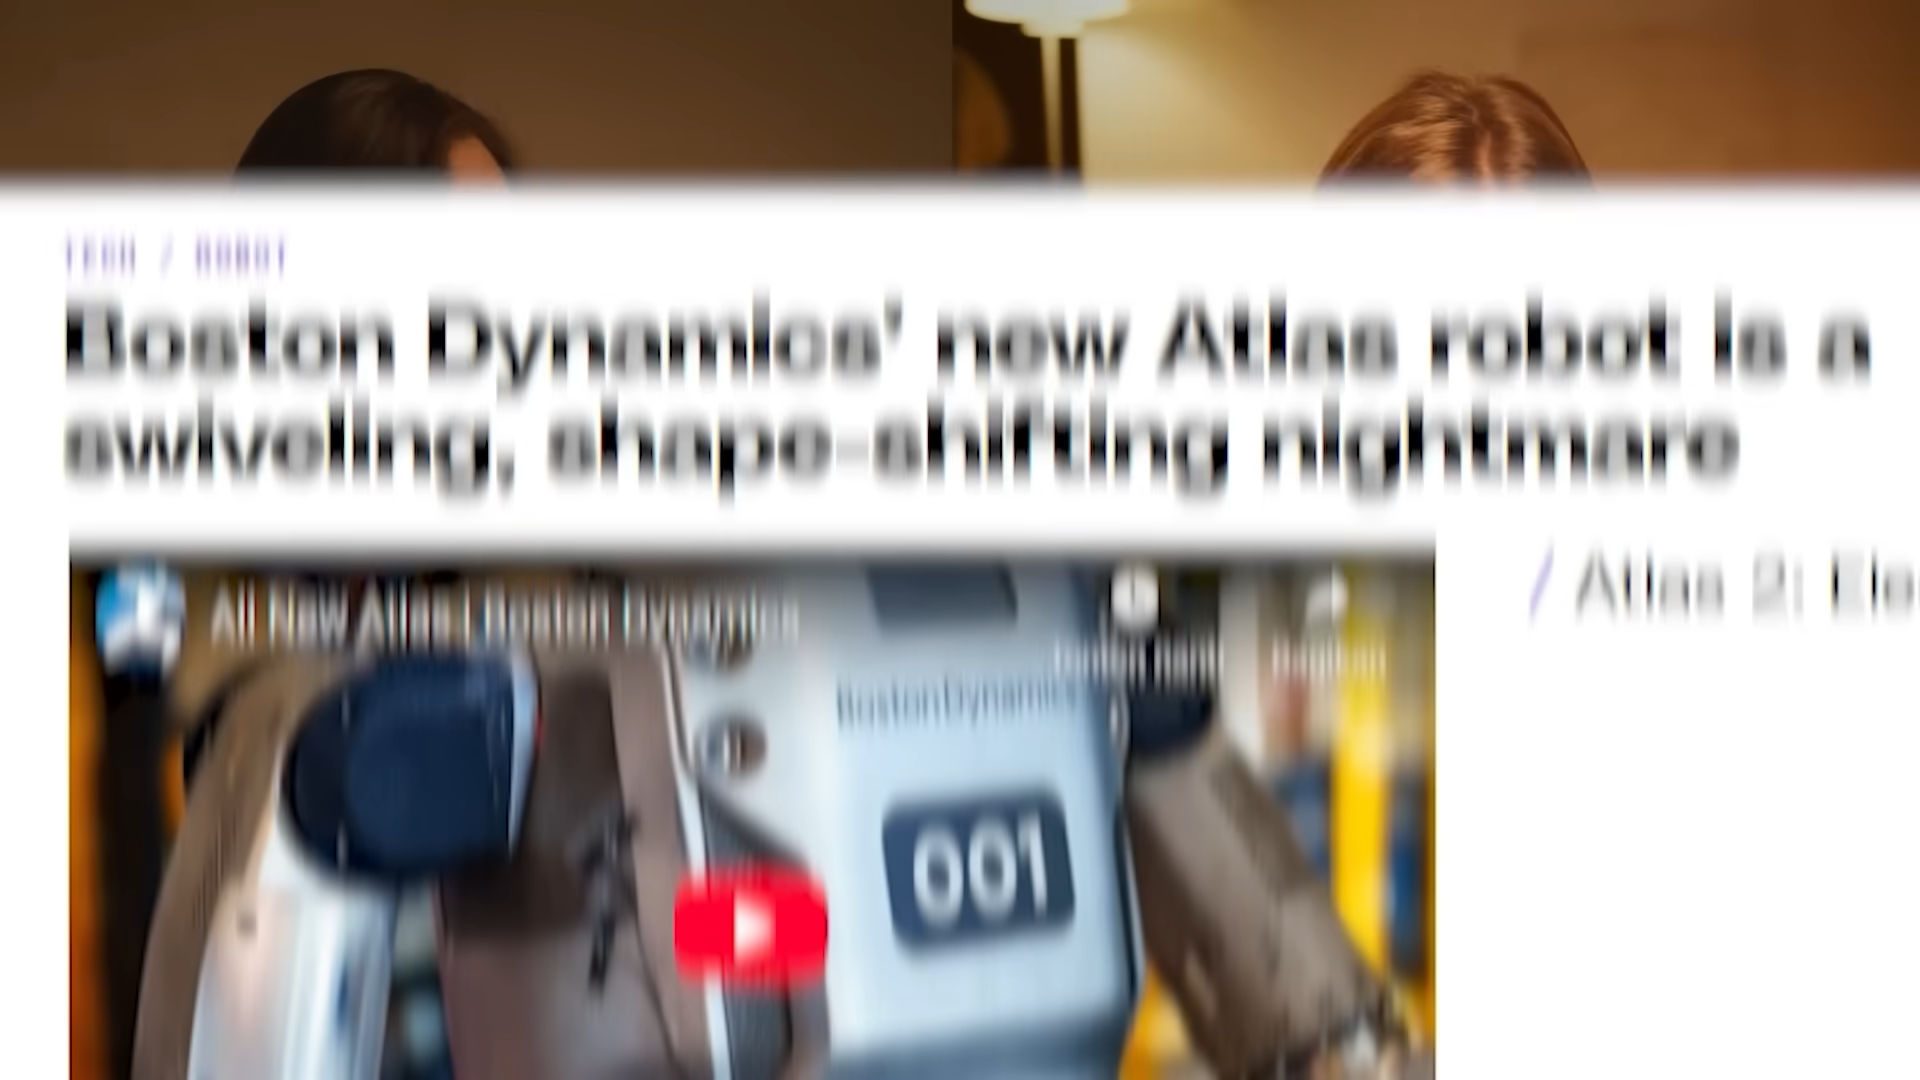 TECH / ROBOT
Boston Dynamics' new Atlas robot is a
swiveling, shape-shifting nightmare
/ Atlas 2: Ele
All New Atlas | Boston Dynamics
BostonDynamics
001